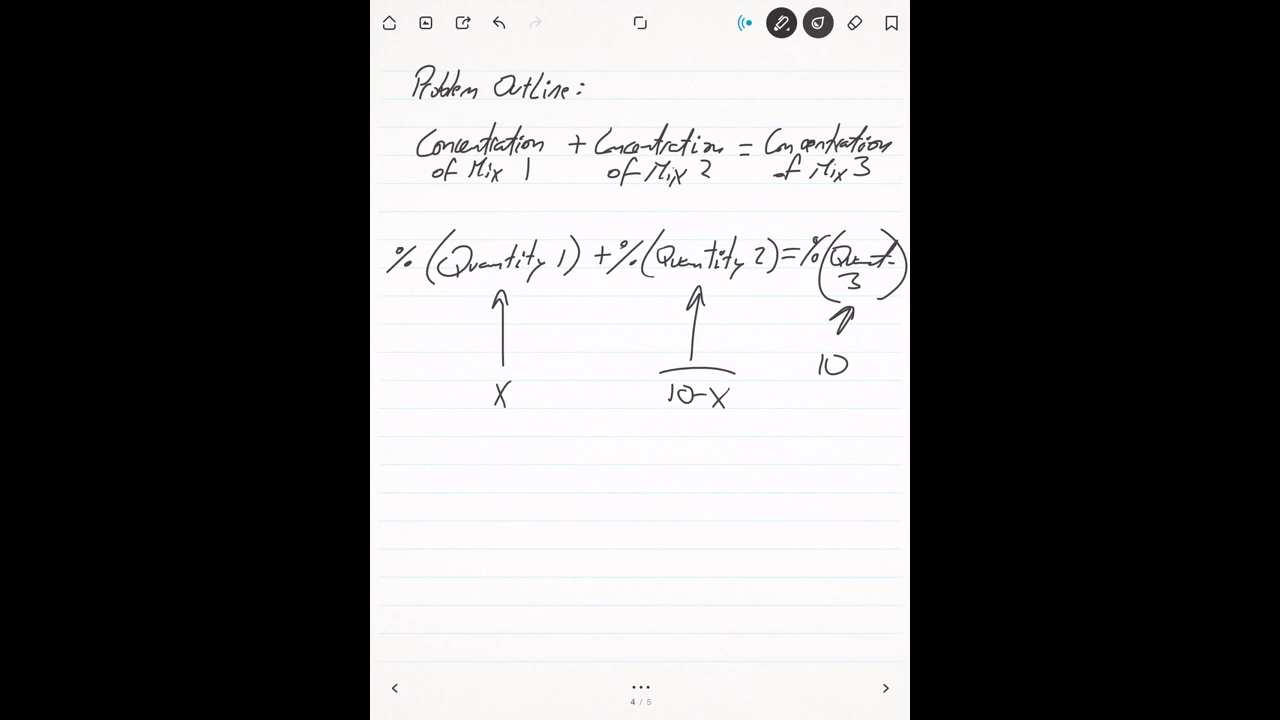 Problem Outline:
Concentration + Concentration = Concentration
of Mix 1 of Mix 2 of Mix 3
% (Quantity 1) + % (Quantity 2) = % (Quant.
3)
10
X 10-X
4 / 5